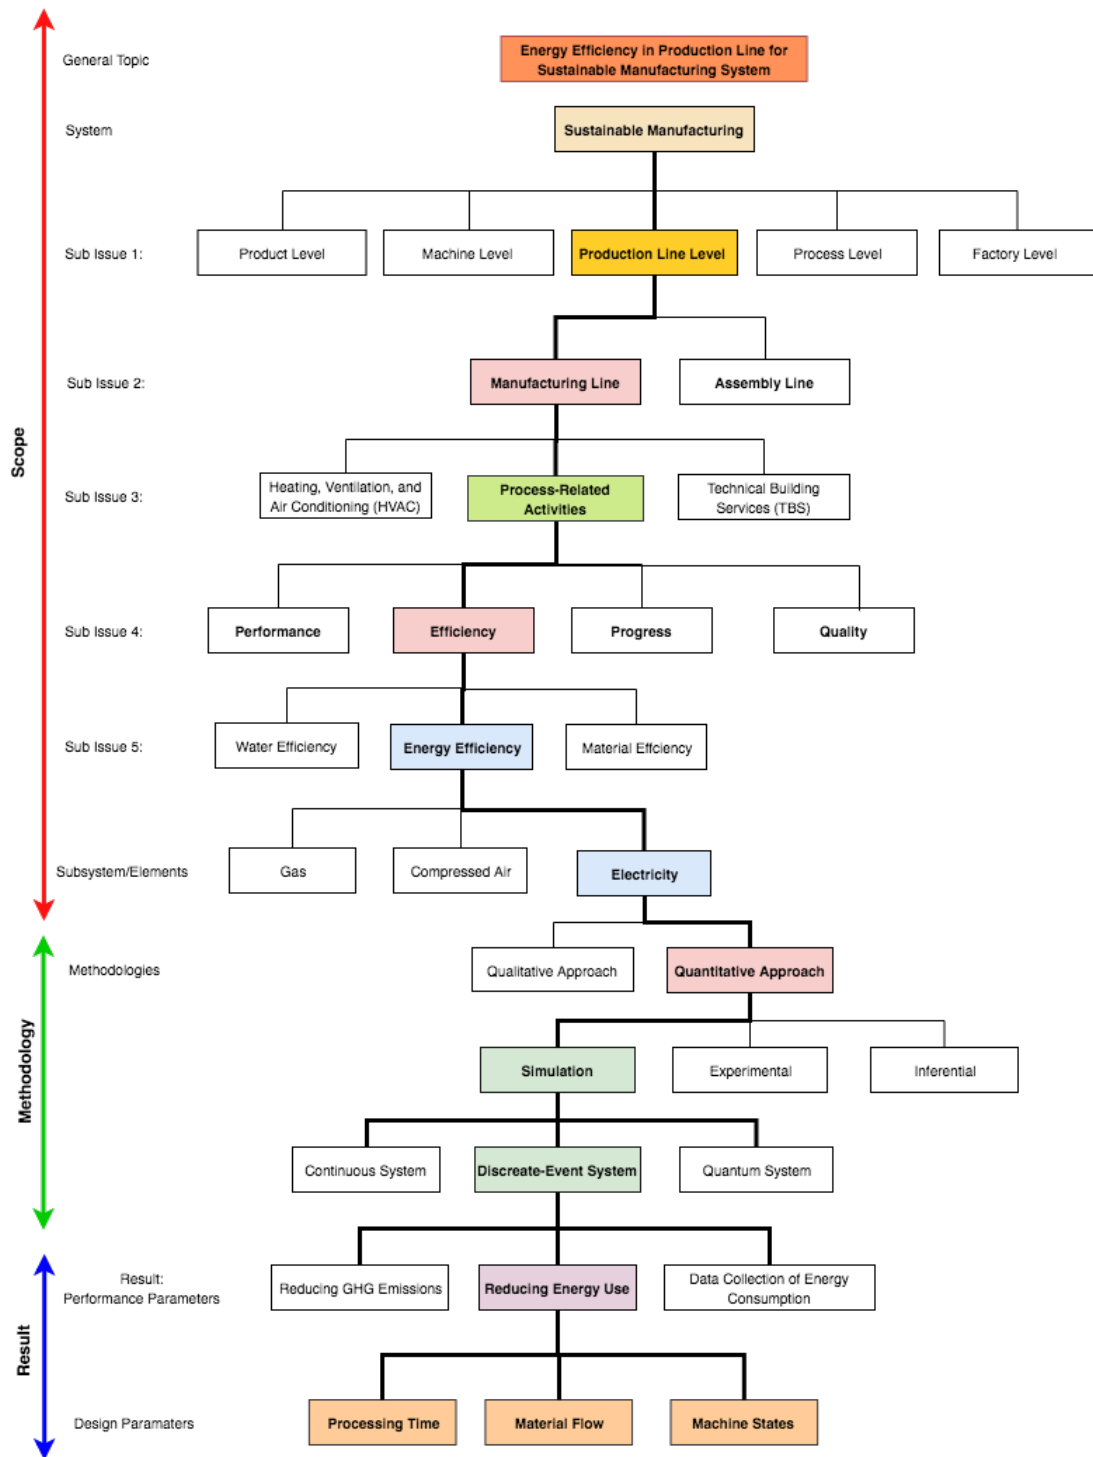 General Topic
Energy Efficiency in Production Line for
Sustainable Manufacturing System
System
Sustainable Manufacturing
Sub Issue 1:
Product Level
Machine Level
Production Line Level
Process Level
Factory Level
Sub Issue 2:
Manufacturing Line
Assembly Line
Scope
Sub Issue 3:
Heating, Ventilation, and
Air Conditioning (HVAC)
Process-Related
Activities
Technical Building
Services (TBS)
Sub Issue 4:
Performance
Efficiency
Progress
Quality
Sub Issue 5:
Water Efficiency
Energy Efficiency
Material Effciency
Subsystem/Elements
Gas
Compressed Air
Electricity
Methodologies
Qualitative Approach
Quantitative Approach
Methodology
Simulation
Experimental
Inferential
Continuous System
Discreate-Event System
Quantum System
Result:
Performance Parameters
Reducing GHG Emissions
Reducing Energy Use
Data Collection of Energy
Consumption
Result
Design Paramaters
Processing Time
Material Flow
Machine States